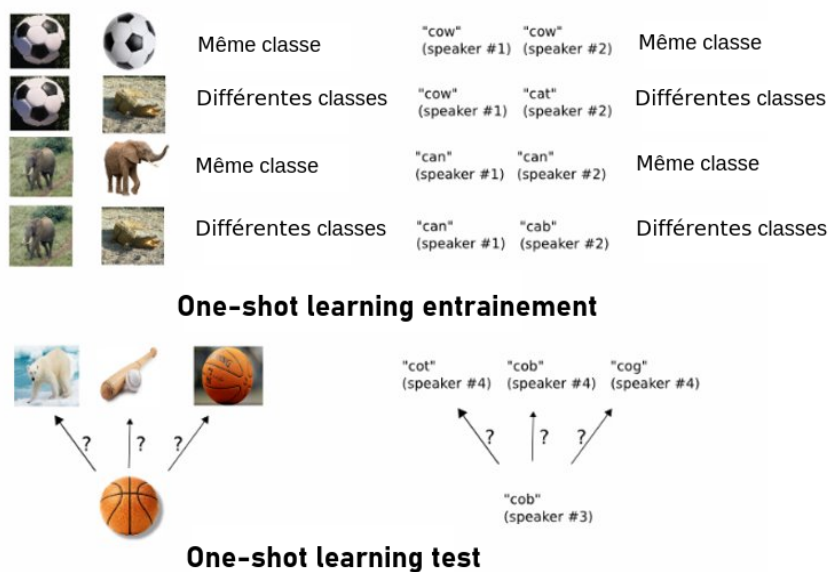 Même classe
"cow" "cow" Même classe
(speaker #1) (speaker #2)
Différentes classes
"cow" "cat" Différentes classes
(speaker #1) (speaker #2)
Même classe
"can" "can" Même classe
(speaker #1) (speaker #2)
Différentes classes
"can" "cab" Différentes classes
(speaker #1) (speaker #2)
One-shot learning entrainement
"cot" "cob" "cog"
(speaker #4) (speaker #4) (speaker #4)
? ? ?
? ? ?
"cob"
(speaker #3)
One-shot learning test